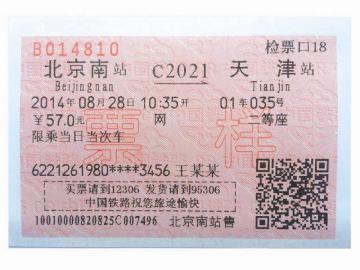 B014810 检票口18
北京南站 C2021 天津站
Beijingnan Tianjin
2014年08月28日 10:35开 01车035号
￥57.0元 网 二等座
限乘当日当次车
票样
6221261980****3456 王某某
买票请到12306 发货请到95306
中国铁路祝您旅途愉快
10010000820825C007496 北京南站售